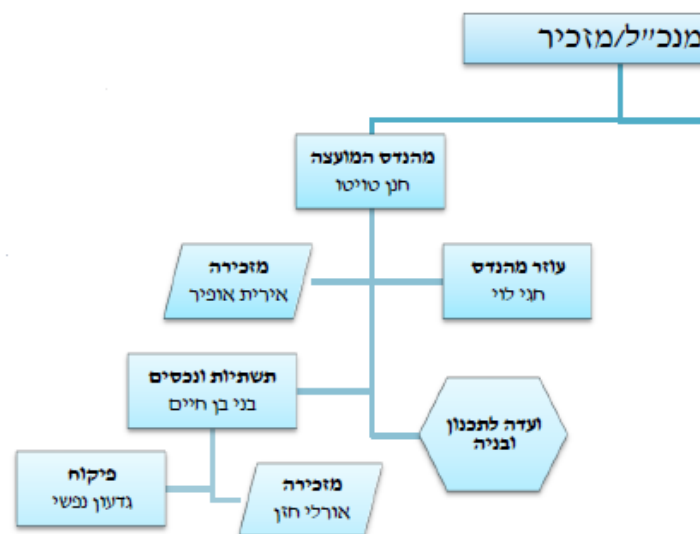 מנכ"ל/מזכיר
מהנדס המועצה
חנן טויטו
עוזר מהנדס
חגי לוי
מזכירה
אירית אופיר
תשתיות ונכסים
בני בן חיים
ועדה לתכנון
ובניה
מזכירה
אורלי חזן
פיקוח
גדעון נפשי